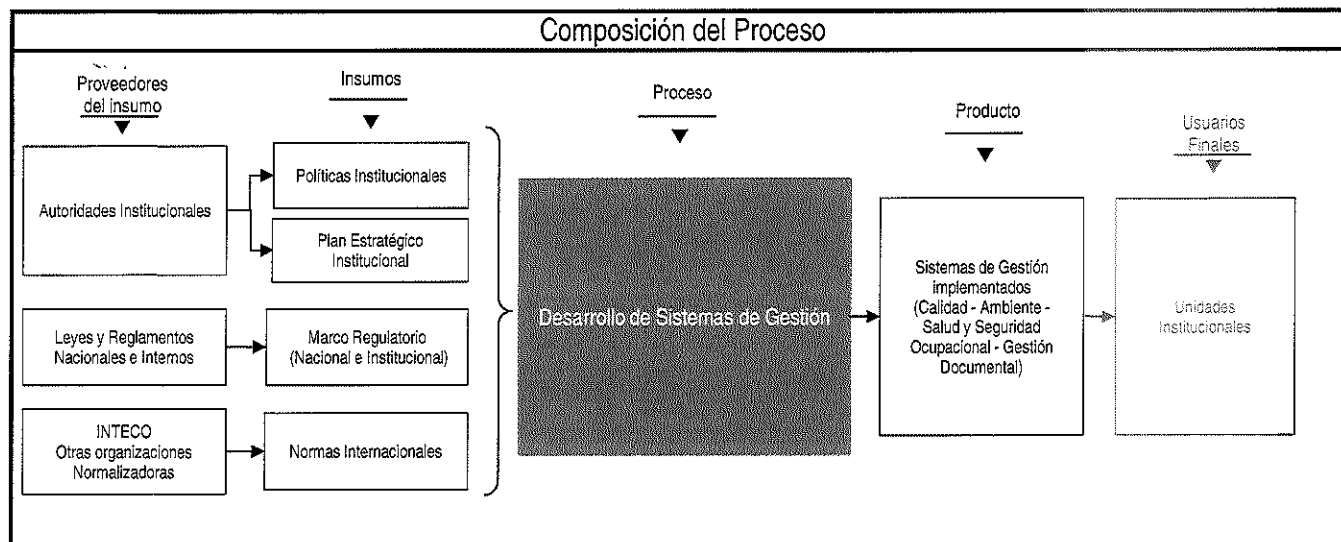 Composición del Proceso
Proveedores
del insumo
Insumos
Proceso
Producto
Usuarios
Finales
Autoridades Institucionales
Políticas Institucionales
Plan Estratégico
Institucional
Leyes y Reglamentos
Nacionales e Internos
Marco Regulatorio
(Nacional e Institucional)
INTECO
Otras organizaciones
Normalizadoras
Normas Internacionales
Desarrollo de Sistemas de Gestión
Sistemas de Gestión
implementados
(Calidad - Ambiente -
Salud y Seguridad
Ocupacional - Gestión
Documental)
Unidades
Institucionales